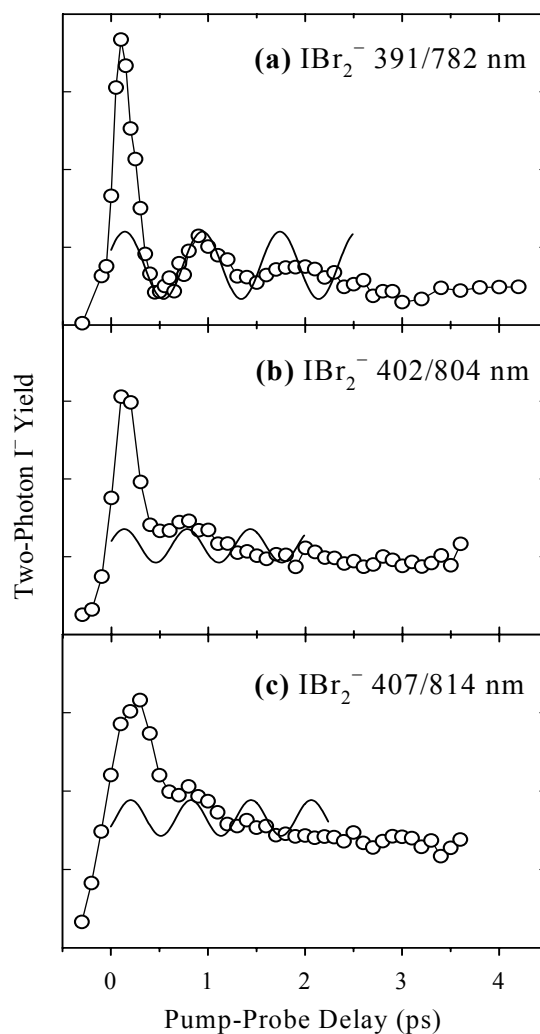 (a) IBr₂⁻ 391/782 nm
(b) IBr₂⁻ 402/804 nm
(c) IBr₂⁻ 407/814 nm
Two-Photon I⁻ Yield
0 1 2 3 4
Pump-Probe Delay (ps)